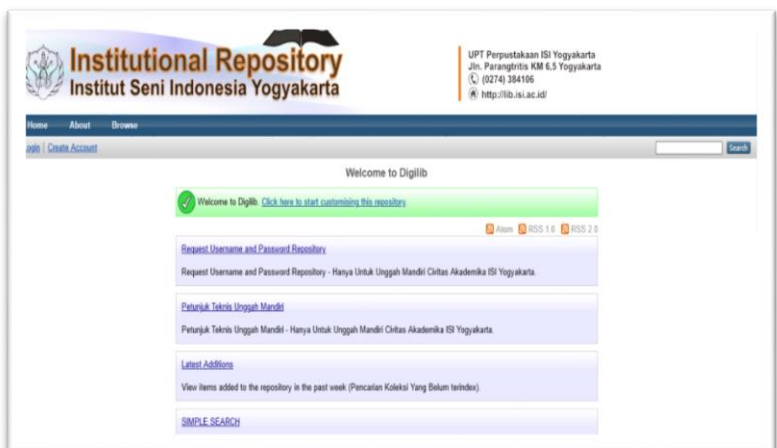 Institutional Repository
Institut Seni Indonesia Yogyakarta
UPT Perpustakaan ISI Yogyakarta
Jln. Parangtritis KM 6,5 Yogyakarta
(0274) 384106
http://lib.isi.ac.id/
Home About Browse
ogin | Create Account
Search
Welcome to Digilib
Welcome to Digilib. Click here to start customising this repository.
Atom RSS 1.0 RSS 2.0
Request Username and Password Repository
Request Username and Password Repository - Hanya Untuk Unggah Mandiri Civitas Akademika ISI Yogyakarta.
Petunjuk Teknis Unggah Mandiri
Petunjuk Teknis Unggah Mandiri - Hanya Untuk Unggah Mandiri Civitas Akademika ISI Yogyakarta.
Latest Additions
View items added to the repository in the past week (Pencarian Koleksi Yang Belum terindex).
SIMPLE SEARCH